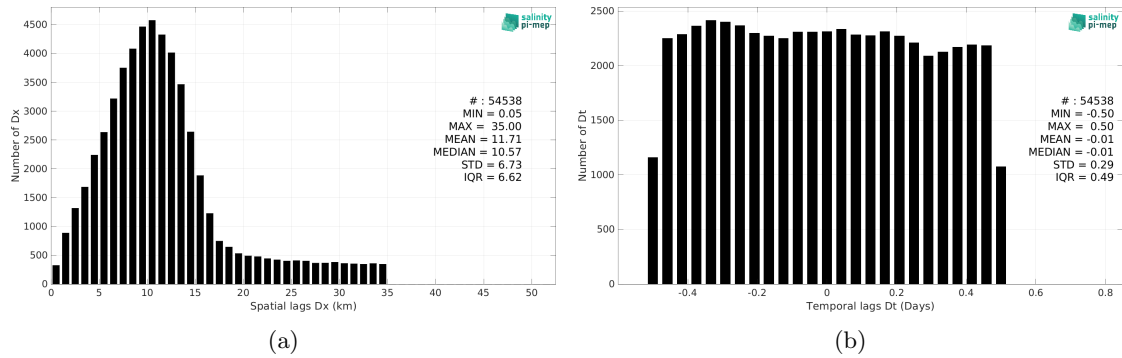 4500
4000
3500
3000
2500
2000
1500
1000
500
0
Number of Dx
salinity
pi-mep
# : 54538
MIN = 0.05
MAX = 35.00
MEAN = 11.71
MEDIAN = 10.57
STD = 6.73
IQR = 6.62
0 5 10 15 20 25 30 35 40 45 50
Spatial lags Dx (km)
(a)
2500
2000
1500
1000
500
0
Number of Dt
salinity
pi-mep
# : 54538
MIN = -0.50
MAX = 0.50
MEAN = -0.01
MEDIAN = -0.01
STD = 0.29
IQR = 0.49
-0.4 -0.2 0 0.2 0.4 0.6 0.8
Temporal lags Dt (Days)
(b)